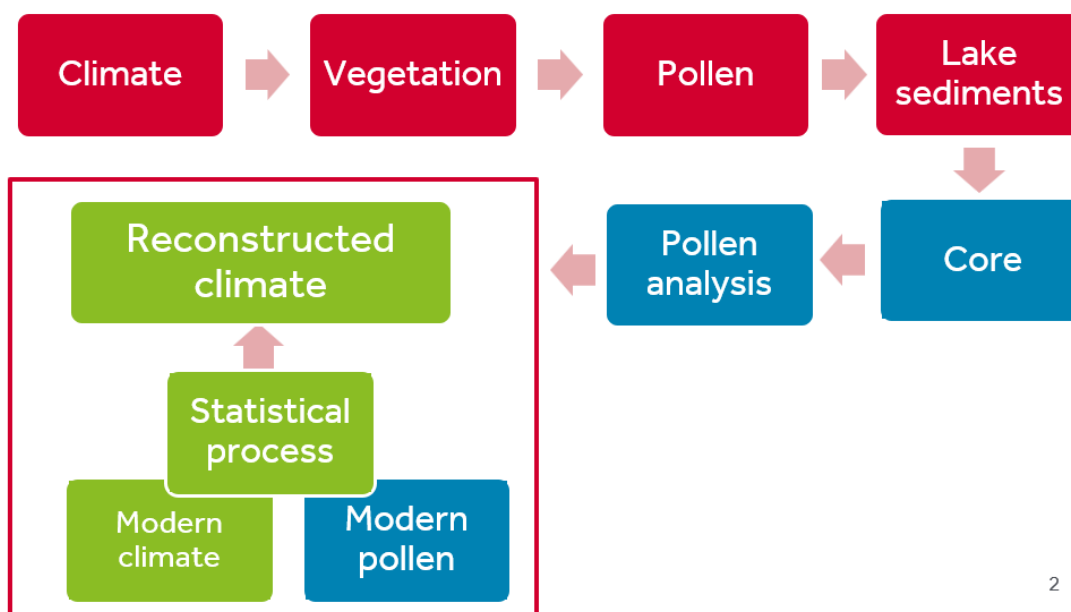 Climate
Vegetation
Pollen
Lake
sediments
Core
Pollen
analysis
Reconstructed
climate
Statistical
process
Modern
climate
Modern
pollen
2